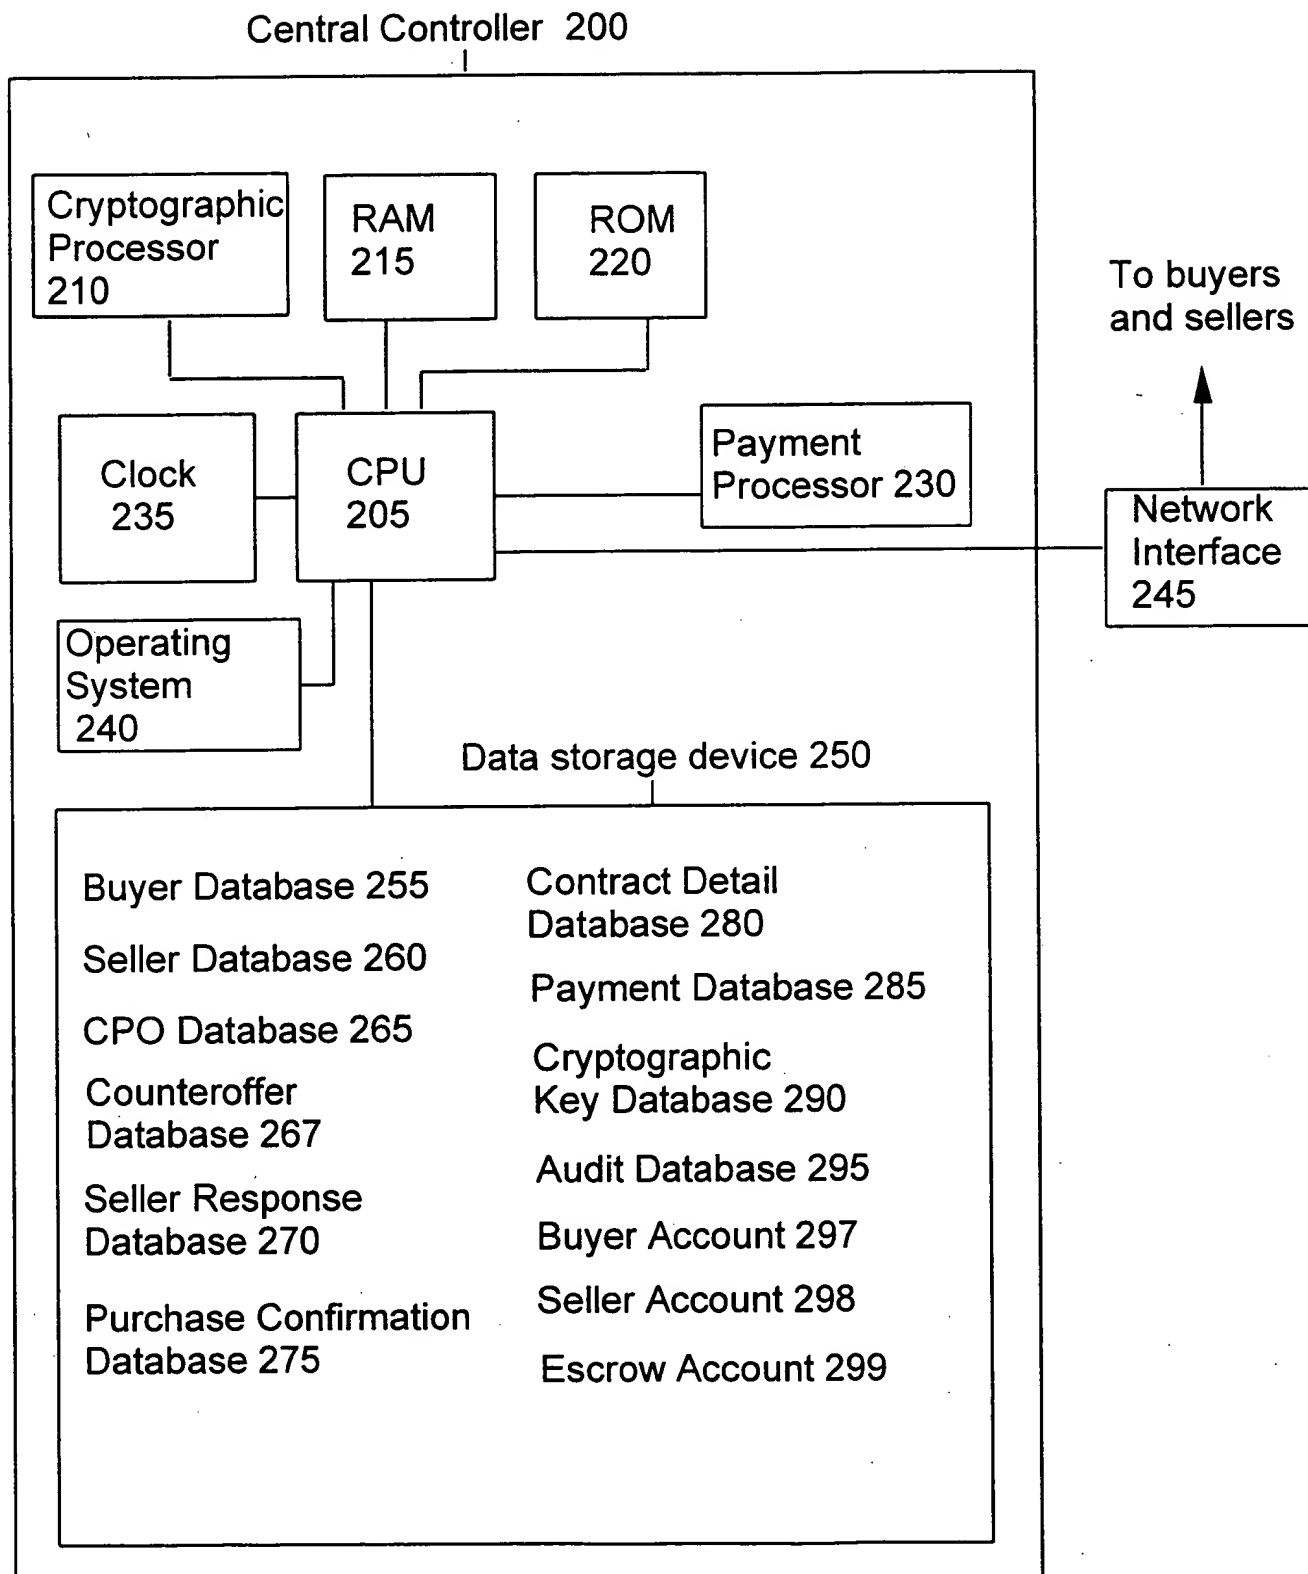 Central Controller 200
Cryptographic
Processor
210
RAM
215
ROM
220
To buyers
and sellers
Clock
235
CPU
205
Payment
Processor 230
Network
Interface
245
Operating
System
240
Data storage device 250
Buyer Database 255
Seller Database 260
CPO Database 265
Counteroffer
Database 267
Seller Response
Database 270
Purchase Confirmation
Database 275
Contract Detail
Database 280
Payment Database 285
Cryptographic
Key Database 290
Audit Database 295
Buyer Account 297
Seller Account 298
Escrow Account 299